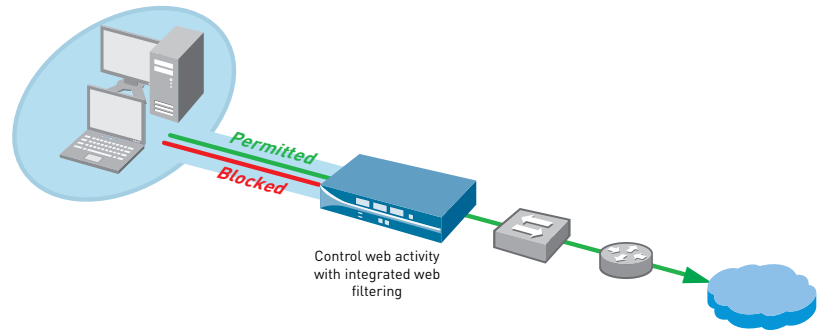 Permitted
Blocked
Control web activity
with integrated web
filtering